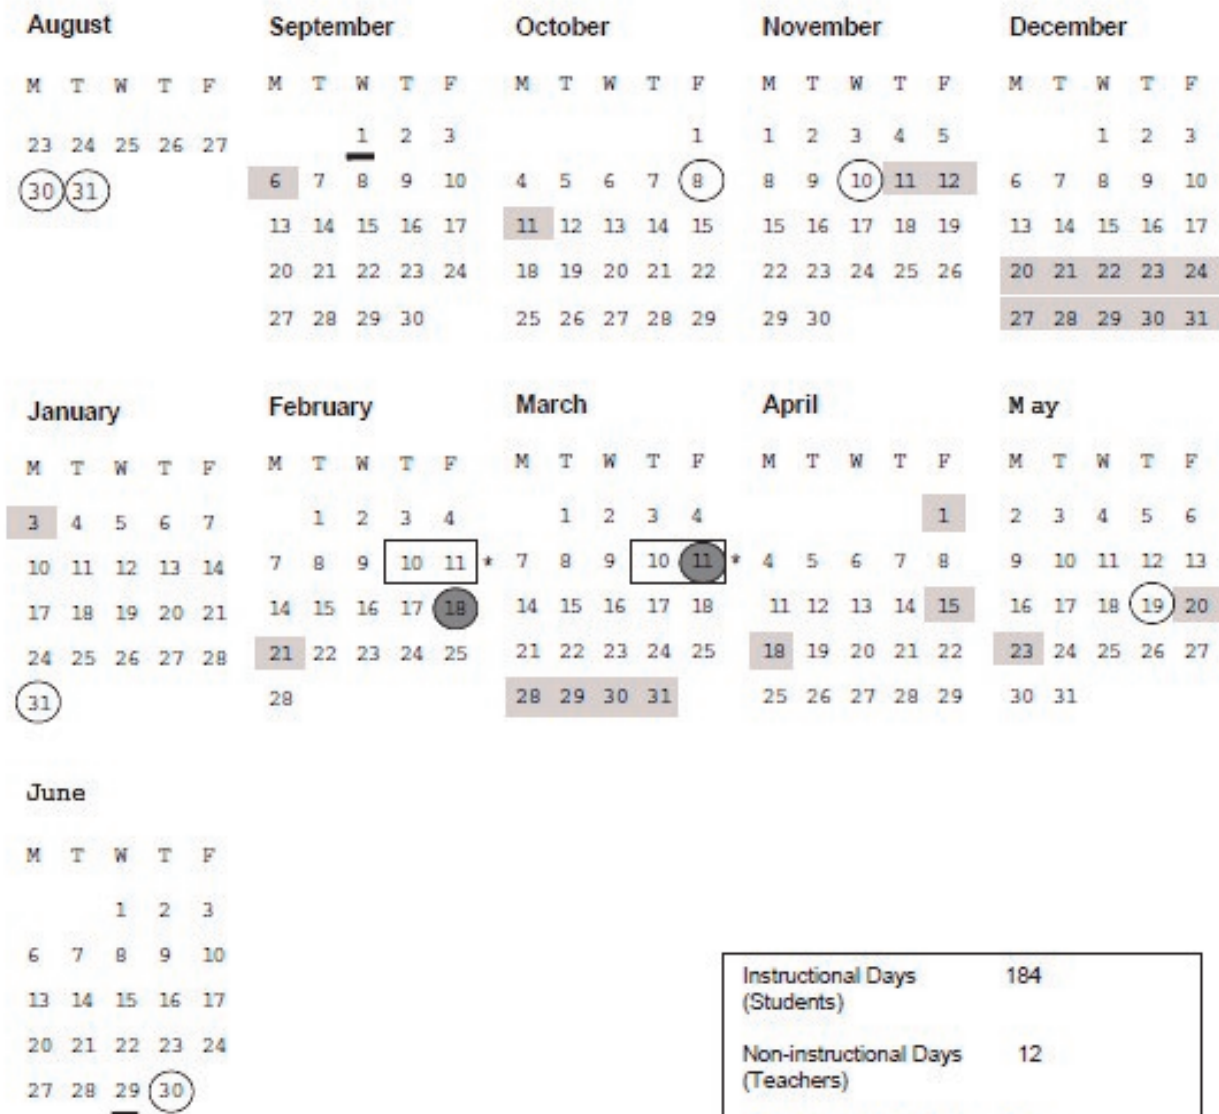 August September October November December
M T W T F M T W T F M T W T F M T W T F M T W T F
23 24 25 26 27 1 2 3 1 1 2 3 4 5 1 2 3
30 31 6 7 8 9 10 4 5 6 7 8 8 9 10 11 12 6 7 8 9 10
13 14 15 16 17 11 12 13 14 15 15 16 17 18 19 13 14 15 16 17
20 21 22 23 24 18 19 20 21 22 22 23 24 25 26 20 21 22 23 24
27 28 29 30 25 26 27 28 29 29 30 27 28 29 30 31
January February March April May
M T W T F M T W T F M T W T F M T W T F M T W T F
3 4 5 6 7 1 2 3 4 1 2 3 4 1 2 3 4 5 6
10 11 12 13 14 7 8 9 10 11 * 7 8 9 10 11 * 4 5 6 7 8 9 10 11 12 13
17 18 19 20 21 14 15 16 17 18 14 15 16 17 18 11 12 13 14 15 16 17 18 19 20
24 25 26 27 28 21 22 23 24 25 21 22 23 24 25 18 19 20 21 22 23 24 25 26 27
31 28 28 29 30 31 25 26 27 28 29 30 31
June
M T W T F
1 2 3
6 7 8 9 10
13 14 15 16 17
20 21 22 23 24
27 28 29 30
Instructional Days 184
(Students)
Non-instructional Days 12
(Teachers)